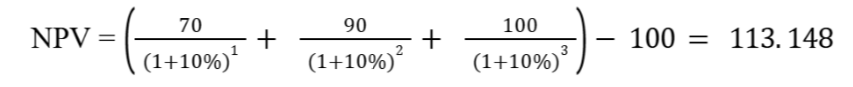 NPV = ( 70/(1+10%)^1 + 90/(1+10%)^2 + 100/(1+10%)^3 ) − 100 = 113.148